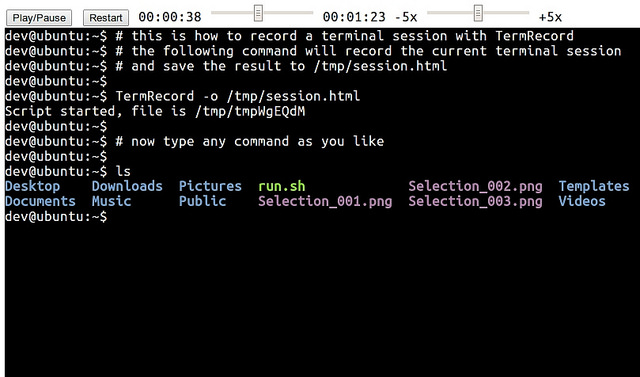 Play/Pause Restart 00:00:38 00:01:23 -5x +5x
dev@ubuntu:~$ # this is how to record a terminal session with TermRecord
dev@ubuntu:~$ # the following command will record the current terminal session
dev@ubuntu:~$ # and save the result to /tmp/session.html
dev@ubuntu:~$
dev@ubuntu:~$ TermRecord -o /tmp/session.html
Script started, file is /tmp/tmpWgEQdM
dev@ubuntu:~$
dev@ubuntu:~$ # now type any command as you like
dev@ubuntu:~$
dev@ubuntu:~$ ls
Desktop Downloads Pictures run.sh Selection_002.png Templates
Documents Music Public Selection_001.png Selection_003.png Videos
dev@ubuntu:~$